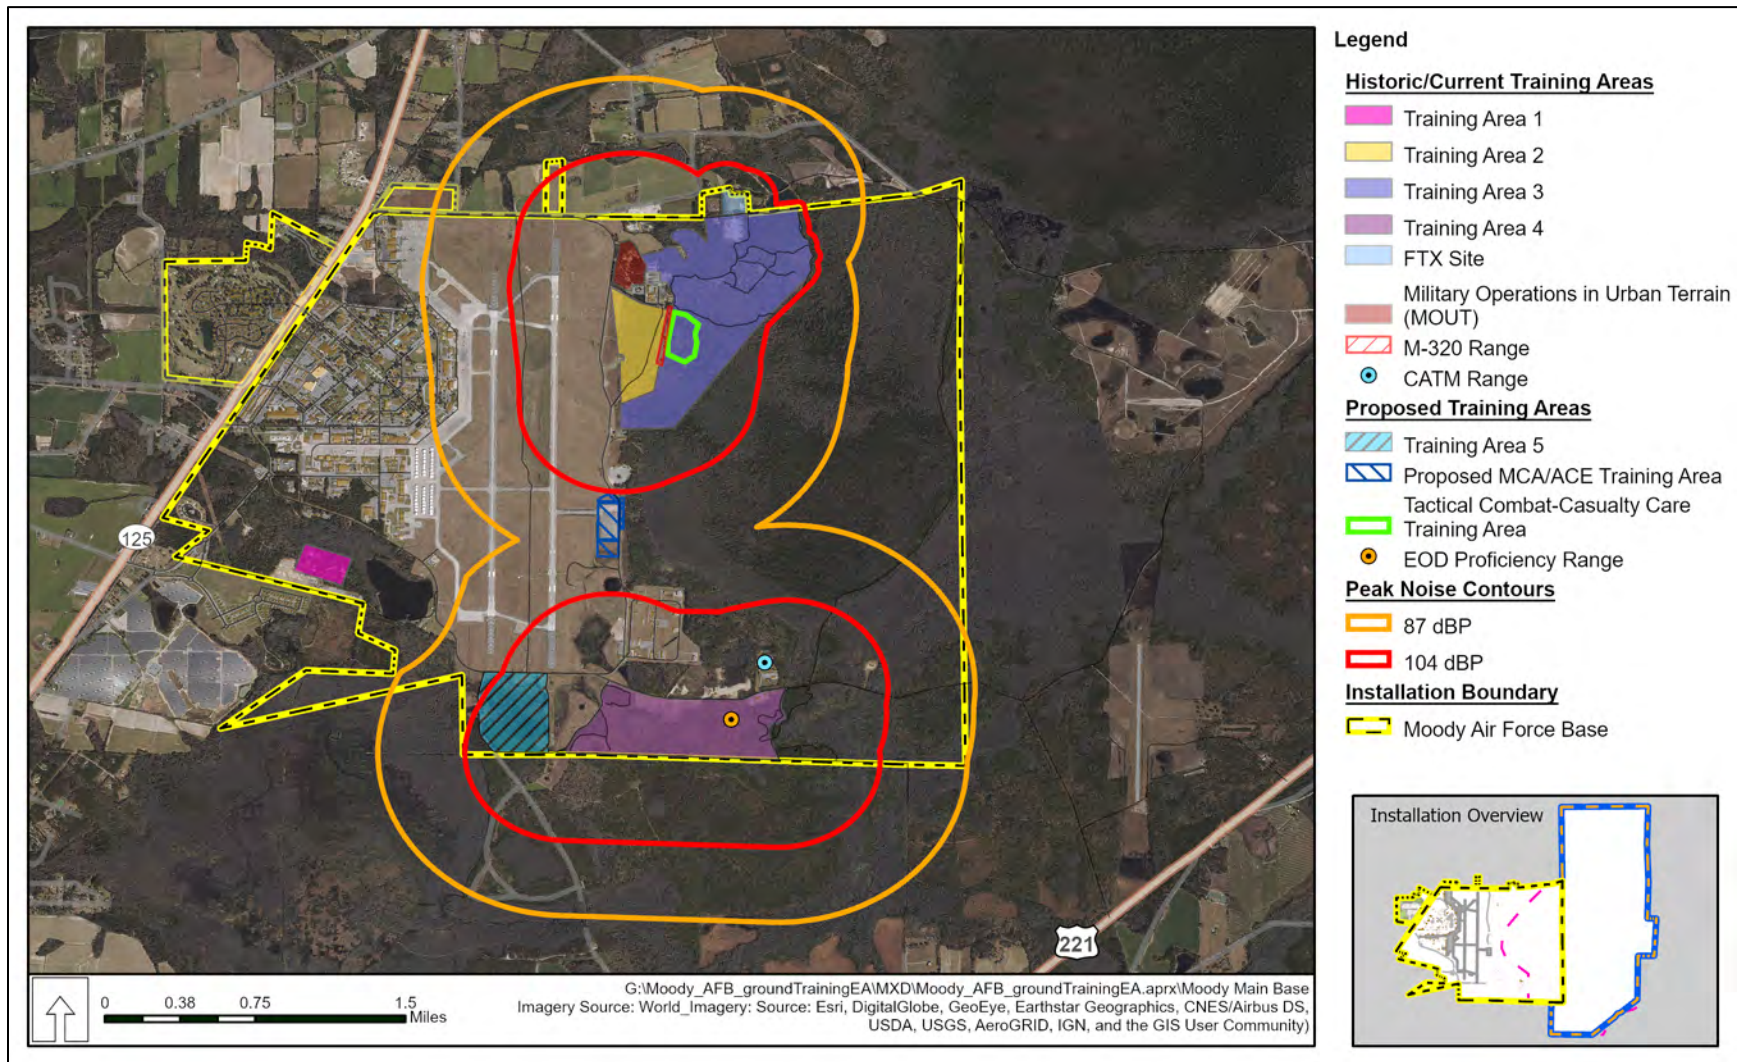 125
221
0
0.38
0.75
1.5
Miles
G:\Moody_AFB_groundTrainingEA\MXD\Moody_AFB_groundTrainingEA.aprx\Moody Main Base
Imagery Source: World_Imagery: Source: Esri, DigitalGlobe, GeoEye, Earthstar Geographics, CNES/Airbus DS,
USDA, USGS, AeroGRID, IGN, and the GIS User Community)
Legend
Historic/Current Training Areas
Training Area 1
Training Area 2
Training Area 3
Training Area 4
FTX Site
Military Operations in Urban Terrain
(MOUT)
M-320 Range
CATM Range
Proposed Training Areas
Training Area 5
Proposed MCA/ACE Training Area
Tactical Combat-Casualty Care
Training Area
EOD Proficiency Range
Peak Noise Contours
87 dBP
104 dBP
Installation Boundary
Moody Air Force Base
Installation Overview